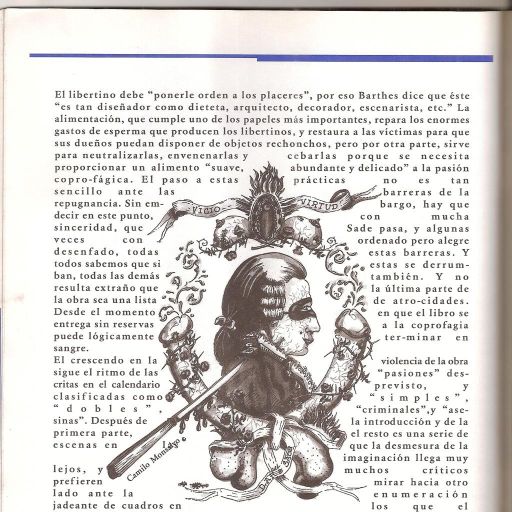 El libertino debe “ponerle orden a los placeres”, por eso Barthes dice que éste
“es tan diseñador como dieteta, arquitecto, decorador, escenarista, etc.” La
alimentación, que cumple uno de los papeles más importantes, repara los enormes
gastos de esperma que producen los libertinos, y restaura a las víctimas para que
sus dueños puedan disponer de objetos rechonchos, pero por otra parte, sirve
para neutralizarlas, envenenarlas y cebarlas porque se necesita
proporcionar un alimento “suave, abundante y delicado” a la pasión
copro-fágica. El paso a estas prácticas no es tan
sencillo ante las barreras de la
repugnancia. Sin em- bargo, hay que
decir en este punto, con mucha
sinceridad, que Sade pasa, y algunas
veces con ordenado pero alegre
desenfado, todas estas barreras. Y
todos sabemos que si estas se derrum-
ban, todas las demás también. Y no
resulta extraño que la última parte de
la obra sea una lista de atro-cidades.
Desde el momento en que el libro se
entrega sin reservas a la coprofagia
puede lógicamente ter-minar en
sangre.
El crescendo en la violencia de la obra
sigue el ritmo de las “pasiones” des-
critas en el calendario previsto, y
clasificadas como “simples”,
“dobles”, “criminales”,y “ase-
sinas”. Después de la introducción y de la
primera parte, el resto es una serie de
escenas en que la desmesura de la
imaginación llega muy
lejos, y muchos críticos
prefieren mirar hacia otro
lado ante la enumeración
jadeante de cuadros en los que el
VICIO VIRTUD
Camilo Monsalvo